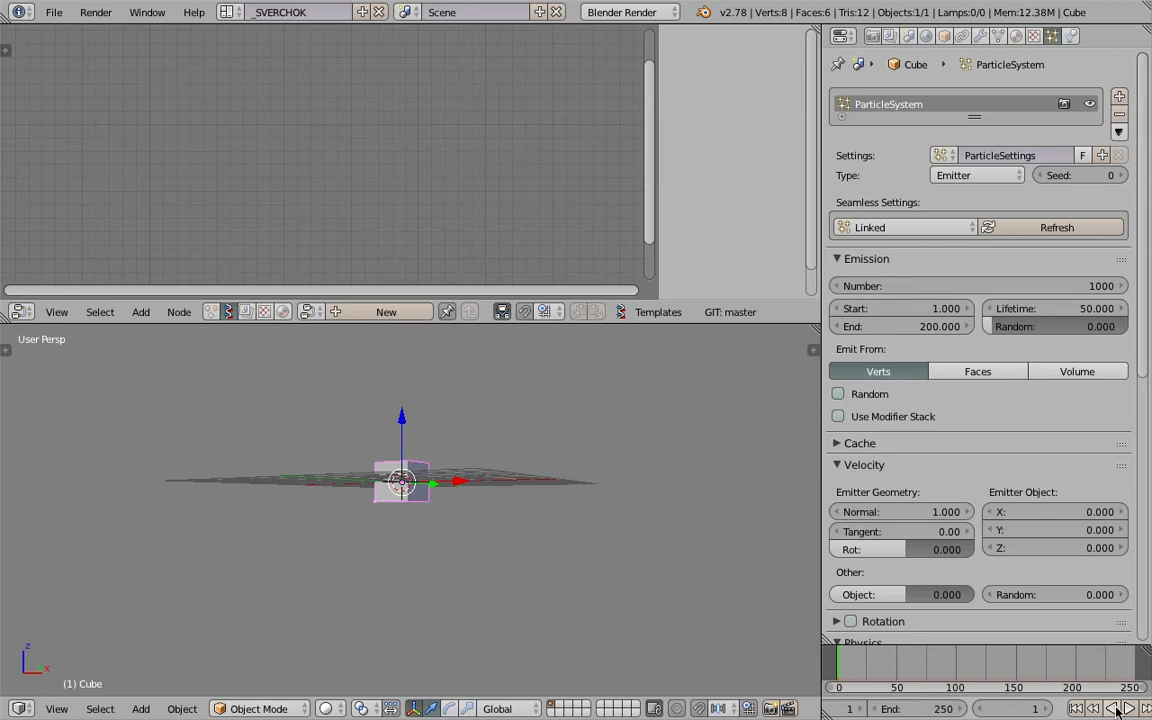 File Render Window Help _SVERCHOK Scene Blender Render v2.78 | Verts:8 | Faces:6 | Tris:12 | Objects:1/1 | Lamps:0/0 | Mem:12.38M | Cube
Cube ParticleSystem
ParticleSystem
Settings: ParticleSettings F
Type: Emitter Seed: 0
Seamless Settings:
Linked Refresh
Emission
Number: 1000
Start: 1.000 Lifetime: 50.000
End: 200.000 Random: 0.000
Emit From:
Verts Faces Volume
Random
Use Modifier Stack
Cache
Velocity
Emitter Geometry: Emitter Object:
Normal: 1.000 X: 0.000
Tangent: 0.00 Y: 0.000
Rot: 0.000 Z: 0.000
Other:
Object: 0.000 Random: 0.000
Rotation
Physics
View Select Add Node New Templates GIT: master
User Persp
z
x
(1) Cube
0 50 100 150 200 250
View Select Add Object Object Mode Global 1 End: 250 1